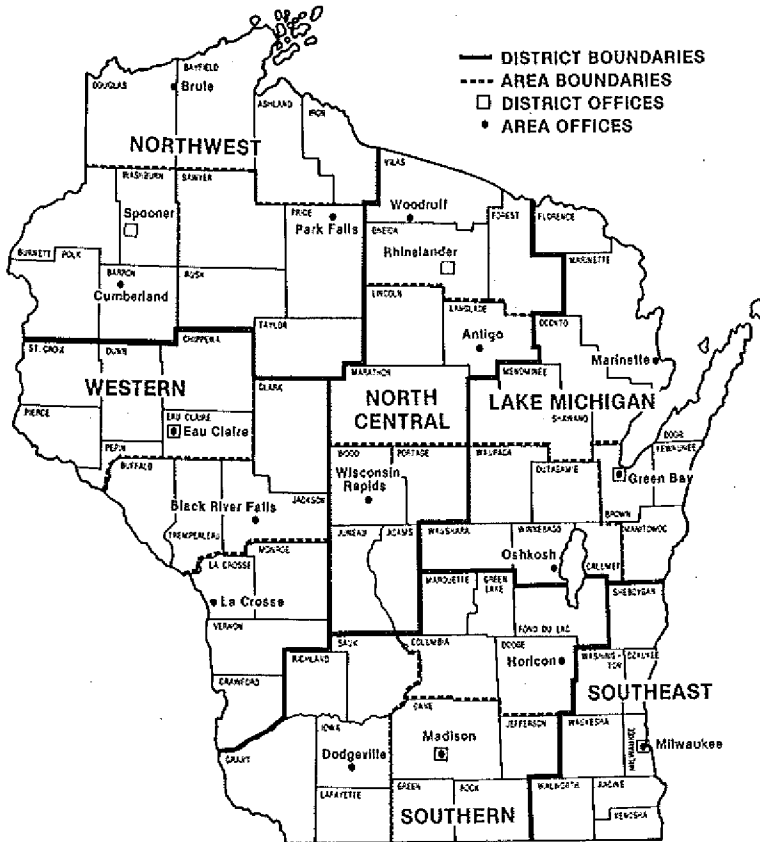 DISTRICT BOUNDARIES
AREA BOUNDARIES
DISTRICT OFFICES
AREA OFFICES
DOUGLAS
BAYFIELD
Brule
ASHLAND
IRON
NORTHWEST
VILAS
WASHBURN
SAWYER
Spooner
PRICE
Park Falls
Woodruff
ONEIDA
Rhinelander
FOREST
FLORENCE
MARINETTE
BURNETT
POLK
BARRON
Cumberland
RUSK
LINCOLN
LANGLADE
Antigo
OCONTO
Marinette
TAYLOR
CHIPPEWA
ST. CROIX
DUNN
WESTERN
CLARK
MARATHON
NORTH
CENTRAL
MENOMINEE
LAKE MICHIGAN
SHAWANO
PIERCE
EAU CLAIRE
Eau Claire
PEPIN
BUFFALO
WOOD
PORTAGE
Wisconsin
Rapids
WAUPACA
OUTAGAMIE
DOOR
KEWAUNEE
Green Bay
BROWN
Black River Falls
JACKSON
TREMPEALEAU
MONROE
JUNEAU
ADAMS
WAUSHARA
WINNEBAGO
Oshkosh
CALUMET
MANITOWOC
LA CROSSE
La Crosse
MARQUETTE
GREEN
LAKE
FOND DU LAC
SHEBOYGAN
VERNON
RICHLAND
SAUK
COLUMBIA
DODGE
Horicon
WASHING-
TON
OZAUKEE
SOUTHEAST
CRAWFORD
DANE
JEFFERSON
WAUKESHA
MILWAUKEE
Milwaukee
GRANT
IOWA
Dodgeville
Madison
LAFAYETTE
GREEN
ROCK
SOUTHERN
WALWORTH
RACINE
KENOSHA